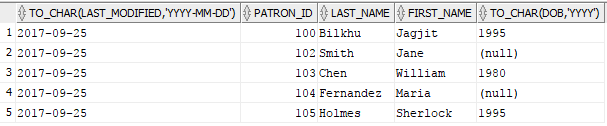 TO_CHAR(LAST_MODIFIED,'YYYY-MM-DD') PATRON_ID LAST_NAME FIRST_NAME TO_CHAR(DOB,'YYYY')
1 2017-09-25 100 Bilkhu Jagjit 1995
2 2017-09-25 102 Smith Jane (null)
3 2017-09-25 103 Chen William 1980
4 2017-09-25 104 Fernandez Maria (null)
5 2017-09-25 105 Holmes Sherlock 1995